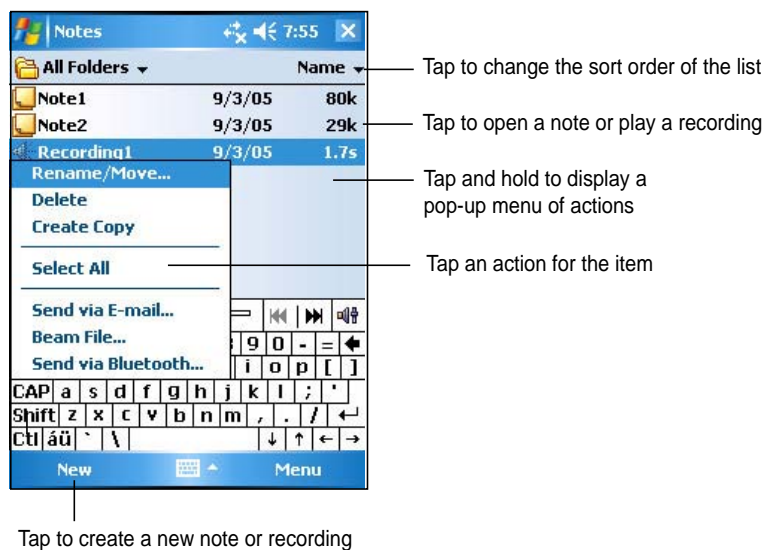 Notes 7:55
All Folders Name
Tap to change the sort order of the list
Note1 9/3/05 80k
Note2 9/3/05 29k
Tap to open a note or play a recording
Recording1 9/3/05 1.7s
Rename/Move...
Tap and hold to display a
pop-up menu of actions
Delete
Create Copy
Select All
Tap an action for the item
Send via E-mail...
Beam File...
Send via Bluetooth...
9 0 - =
i o p [ ]
CAP a s d f g h j k l ; '
Shift z x c v b n m , . /
Ctl áü ` \ ↓ ↑ ← →
New Menu
Tap to create a new note or recording